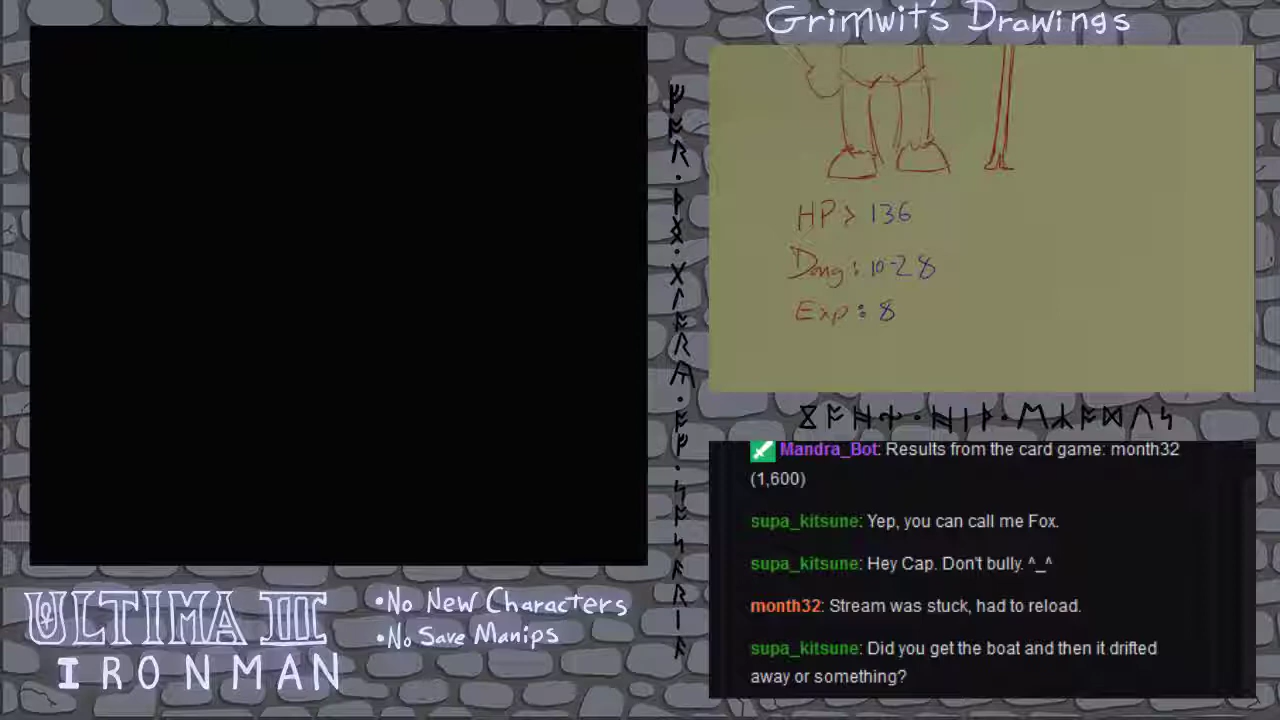 Grimwit's Drawings
HP > 136
Dmg: 10-28
Exp: 8
Mandra_Bot: Results from the card game: month32
(1,600)
supa_kitsune: Yep, you can call me Fox.
supa_kitsune: Hey Cap. Don't bully. ^_^
month32: Stream was stuck, had to reload.
supa_kitsune: Did you get the boat and then it drifted
away or something?
ULTIMA III
IRONMAN
•No New Characters
•No Save Manips